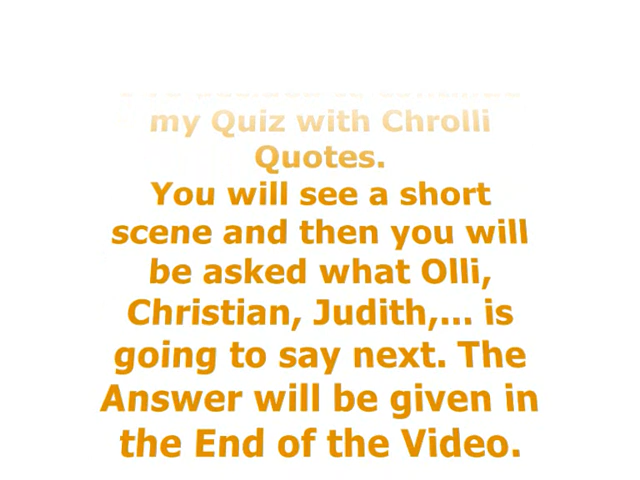 my Quiz with Chrolli
Quotes.
You will see a short
scene and then you will
be asked what Olli,
Christian, Judith,... is
going to say next. The
Answer will be given in
the End of the Video.